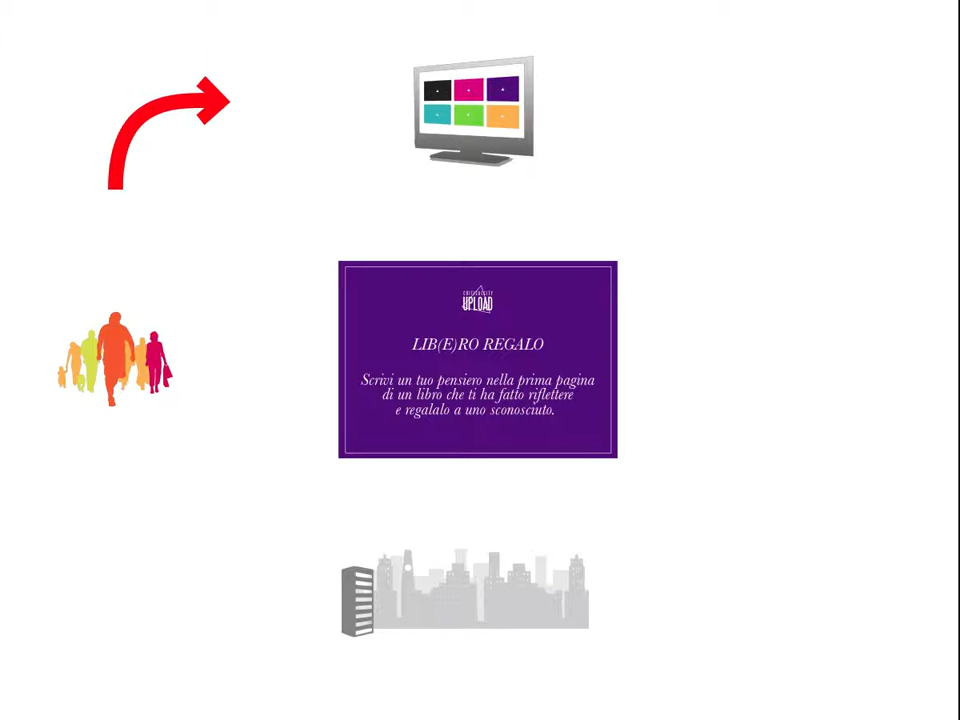 CRITICALCITY
UPLOAD
LIB(E)RO REGALO
Scrivi un tuo pensiero nella prima pagina
di un libro che ti ha fatto riflettere
e regalalo a uno sconosciuto.